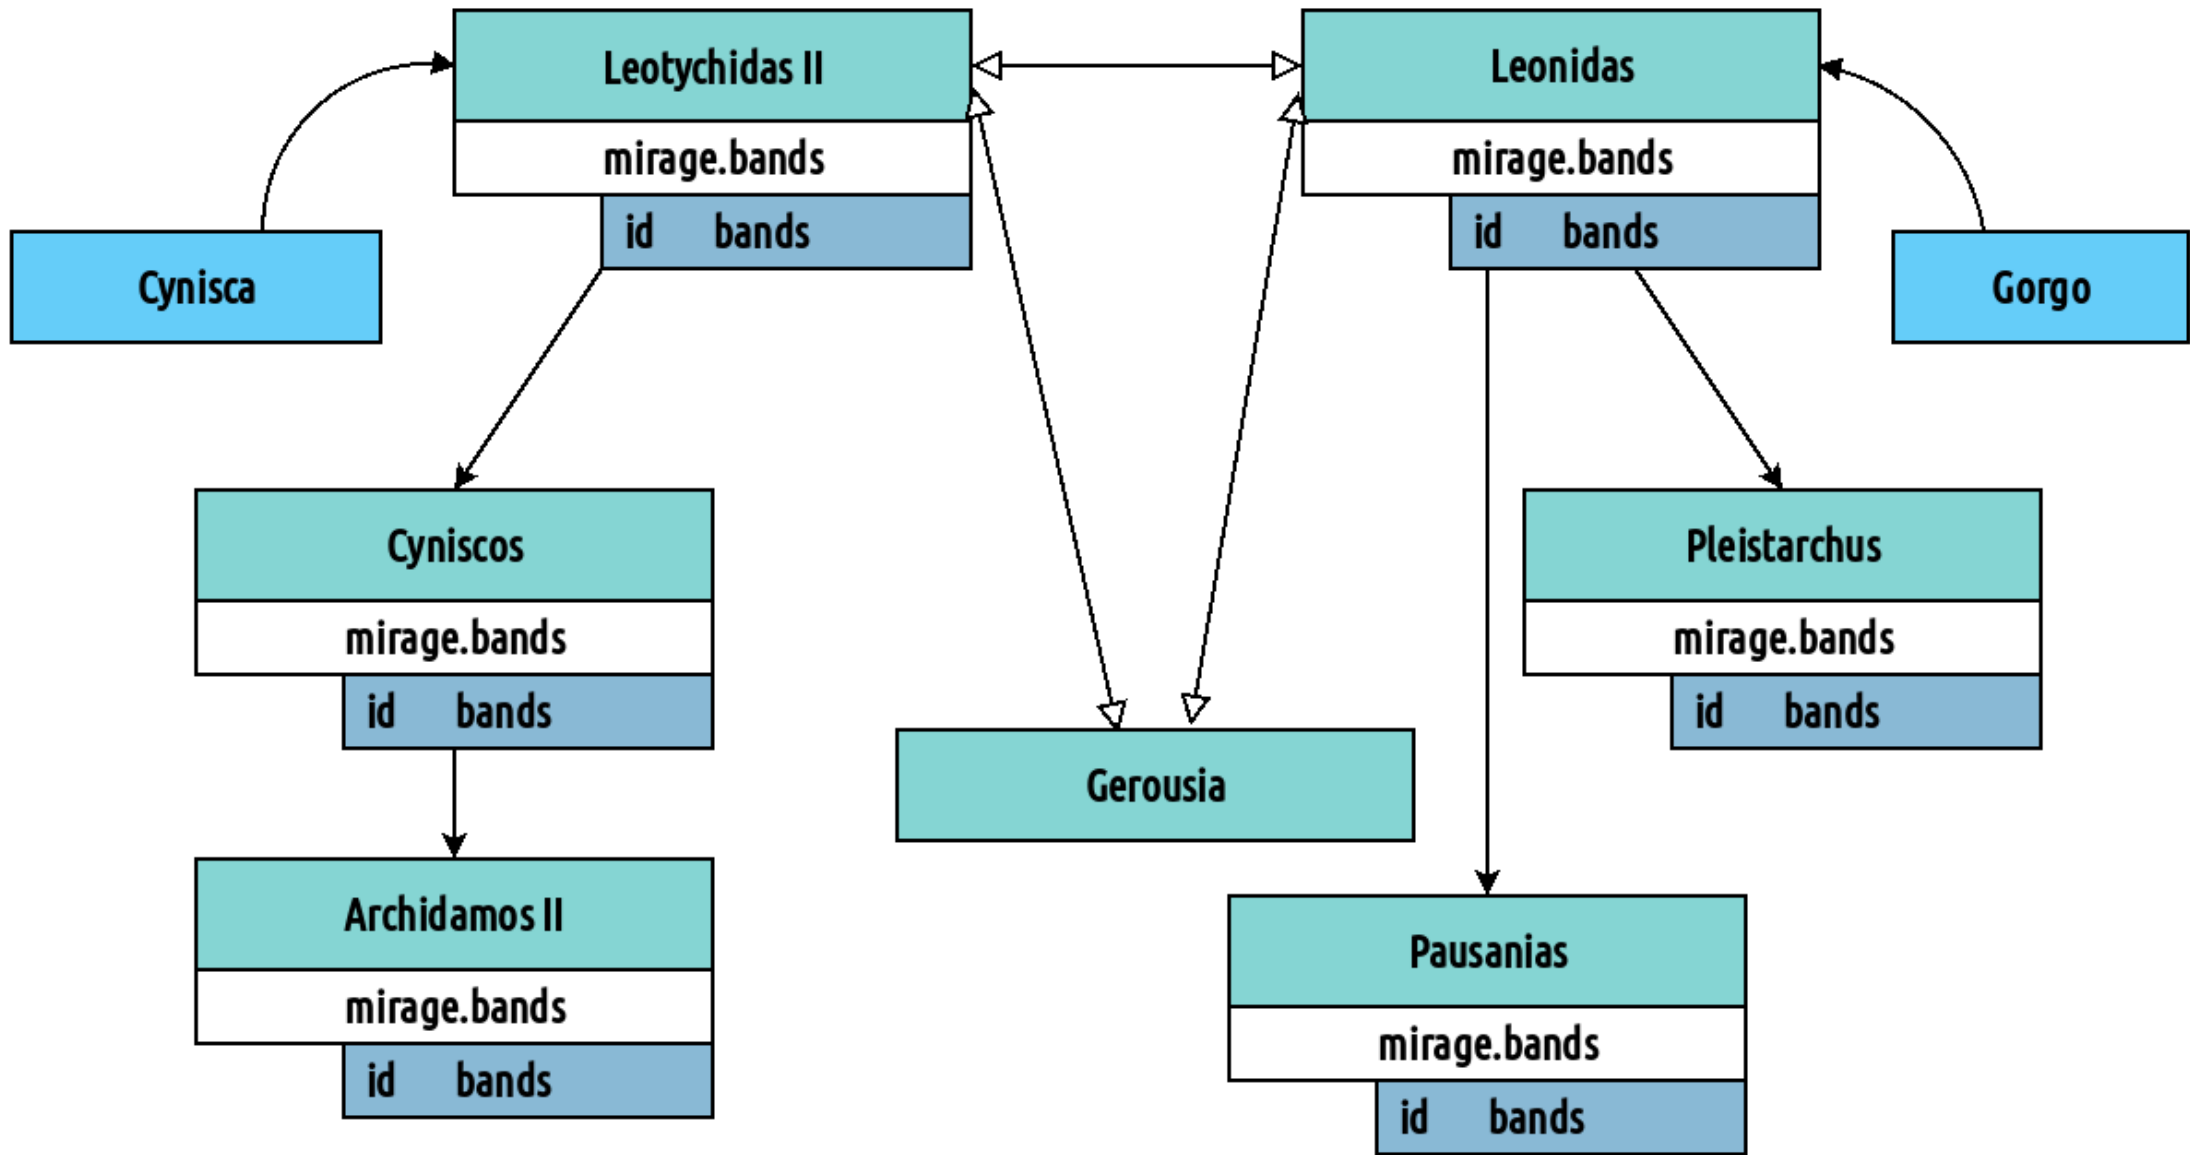 Leotychidas II
mirage.bands
id bands
Leonidas
mirage.bands
id bands
Cynisca
Gorgo
Cyniscos
mirage.bands
id bands
Pleistarchus
mirage.bands
id bands
Gerousia
Archidamos II
mirage.bands
id bands
Pausanias
mirage.bands
id bands